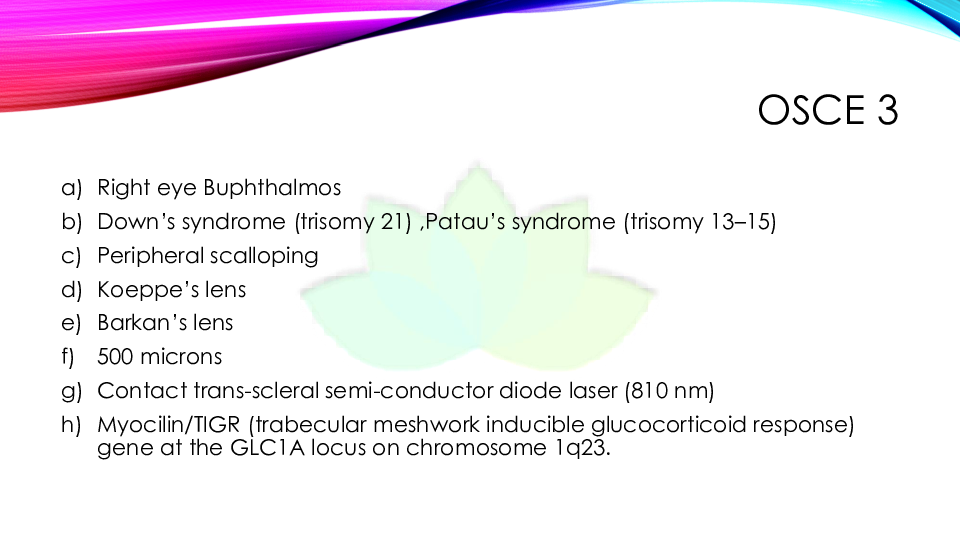 OSCE 3
a) Right eye Buphthalmos
b) Down’s syndrome (trisomy 21) ,Patau’s syndrome (trisomy 13–15)
c) Peripheral scalloping
d) Koeppe’s lens
e) Barkan’s lens
f) 500 microns
g) Contact trans-scleral semi-conductor diode laser (810 nm)
h) Myocilin/TIGR (trabecular meshwork inducible glucocorticoid response)
gene at the GLC1A locus on chromosome 1q23.